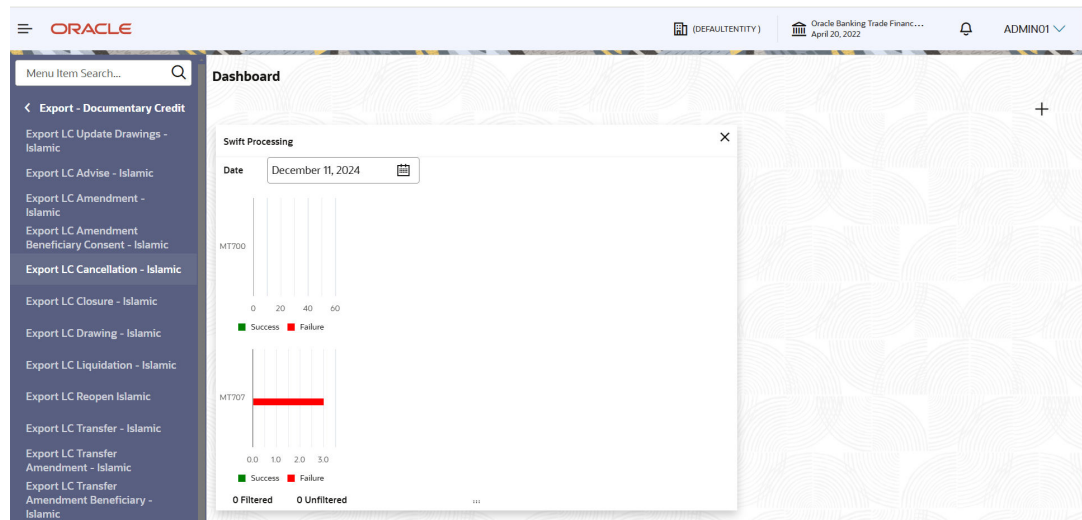 ORACLE
(DEFAULTENTITY)
Oracle Banking Trade Financ...
April 20, 2022
ADMIN01
Menu Item Search...
Export - Documentary Credit
Export LC Update Drawings -
Islamic
Export LC Advise - Islamic
Export LC Amendment -
Islamic
Export LC Amendment
Beneficiary Consent - Islamic
Export LC Cancellation - Islamic
Export LC Closure - Islamic
Export LC Drawing - Islamic
Export LC Liquidation - Islamic
Export LC Reopen Islamic
Export LC Transfer - Islamic
Export LC Transfer
Amendment - Islamic
Export LC Transfer
Amendment Beneficiary -
Islamic
Dashboard
Swift Processing
Date
December 11, 2024
MT700
0 20 40 60
Success Failure
MT707
0.0 1.0 2.0 3.0
Success Failure
0 Filtered 0 Unfiltered